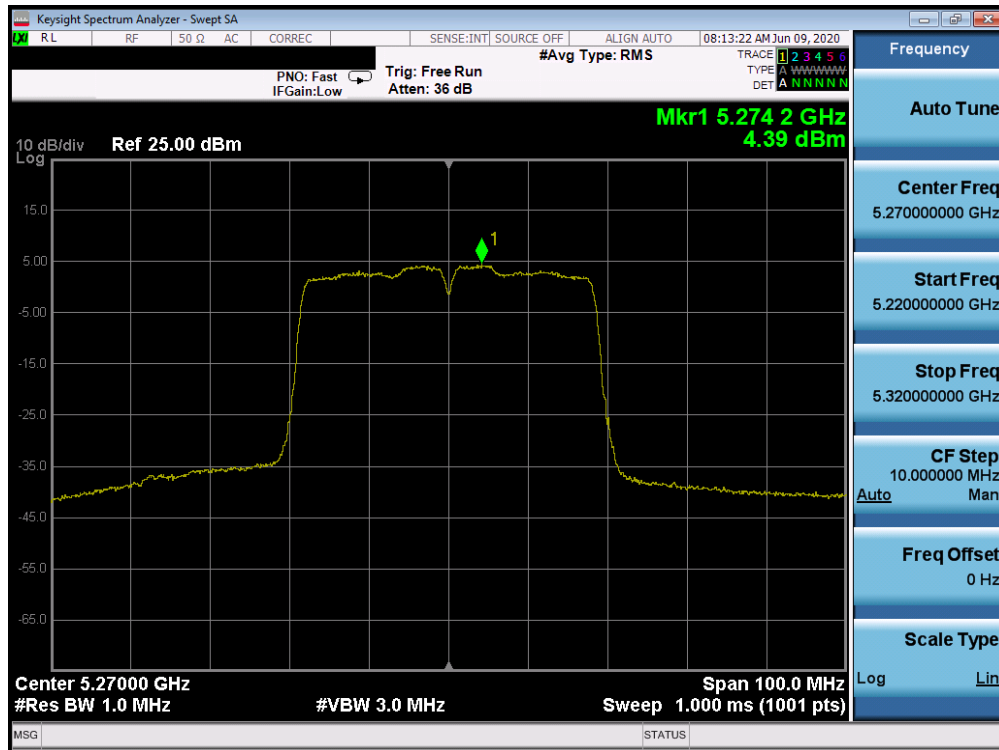 Keysight Spectrum Analyzer - Swept SA
LXI RL RF 50 Ω AC CORREC SENSE:INT SOURCE OFF ALIGN AUTO 08:13:22 AM Jun 09, 2020
#Avg Type: RMS
TRACE 1 2 3 4 5 6
TYPE A WWWWW
DET A N N N N N
PNO: Fast
IFGain:Low
Trig: Free Run
Atten: 36 dB
Mkr1 5.274 2 GHz
4.39 dBm
10 dB/div
Log
Ref 25.00 dBm
15.0
5.00
-5.00
-15.0
-25.0
-35.0
-45.0
-55.0
-65.0
1
Center 5.27000 GHz
#Res BW 1.0 MHz
#VBW 3.0 MHz
Span 100.0 MHz
Sweep 1.000 ms (1001 pts)
MSG
STATUS
Frequency
Auto Tune
Center Freq
5.270000000 GHz
Start Freq
5.220000000 GHz
Stop Freq
5.320000000 GHz
CF Step
10.000000 MHz
Auto Man
Freq Offset
0 Hz
Scale Type
Log Lin